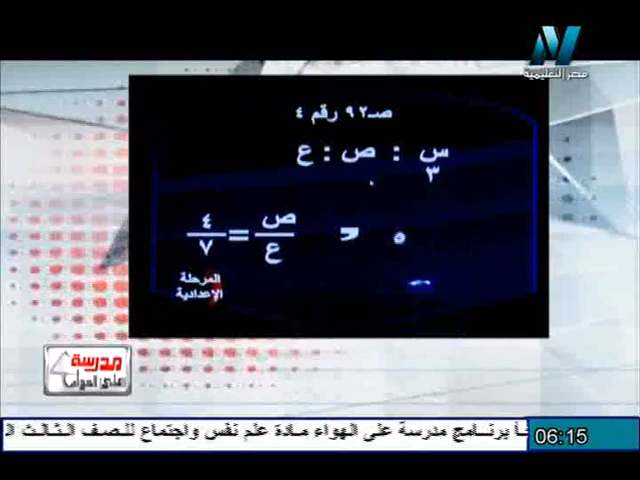 مصر التعليمية
صـ٩٢ رقم ٤
س : ص : ع
٣
، ص/ع = ٤/٧
المرحلة
الإعدادية
مدرسة
على الهواء
برنامج مدرسة على الهواء مادة علم نفس واجتماع للصف الثالث الـ
06:15